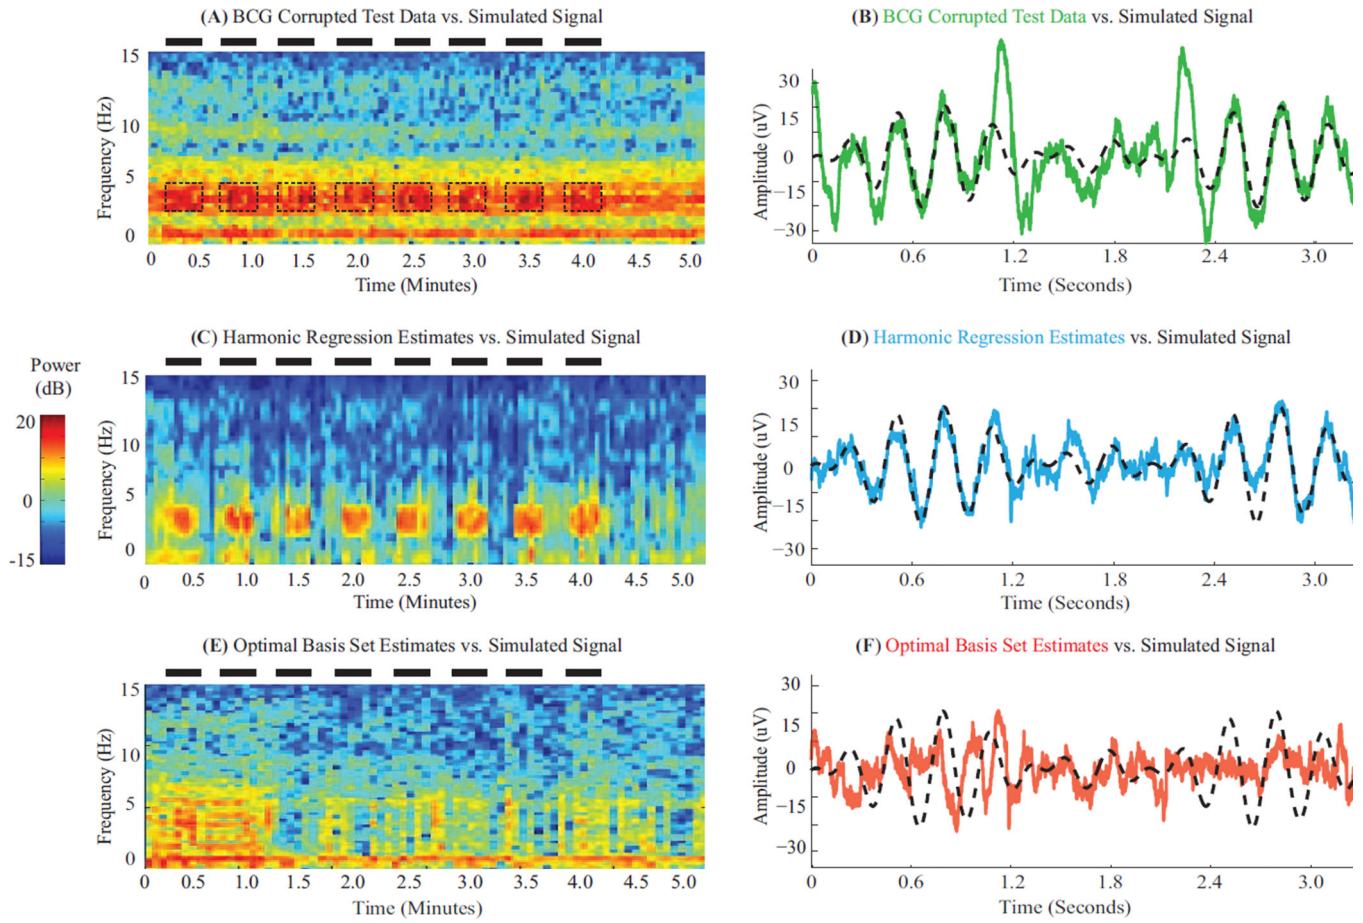 (A) BCG Corrupted Test Data vs. Simulated Signal
15
10
5
0
Frequency (Hz)
0 0.5 1.0 1.5 2.0 2.5 3.0 3.5 4.0 4.5 5.0
Time (Minutes)
(B) BCG Corrupted Test Data vs. Simulated Signal
30
15
0
−15
−30
Amplitude (uV)
0 0.6 1.2 1.8 2.4 3.0
Time (Seconds)
Power
(dB)
20
0
-15
(C) Harmonic Regression Estimates vs. Simulated Signal
15
10
5
0
Frequency (Hz)
0 0.5 1.0 1.5 2.0 2.5 3.0 3.5 4.0 4.5 5.0
Time (Minutes)
(D) Harmonic Regression Estimates vs. Simulated Signal
30
15
0
−15
−30
Amplitude (uV)
0 0.6 1.2 1.8 2.4 3.0
Time (Seconds)
(E) Optimal Basis Set Estimates vs. Simulated Signal
15
10
5
0
Frequency (Hz)
0 0.5 1.0 1.5 2.0 2.5 3.0 3.5 4.0 4.5 5.0
Time (Minutes)
(F) Optimal Basis Set Estimates vs. Simulated Signal
30
15
0
−15
−30
Amplitude (uV)
0 0.6 1.2 1.8 2.4 3.0
Time (Seconds)